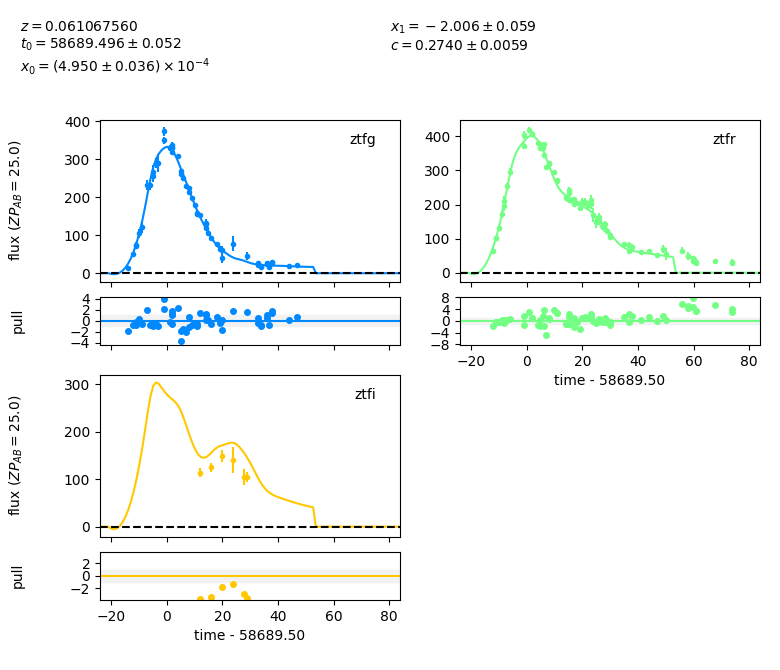 z = 0.061067560
t₀ = 58689.496 ± 0.052
x₀ = (4.950 ± 0.036) × 10⁻⁴
x₁ = −2.006 ± 0.059
c = 0.2740 ± 0.0059
flux (ZP_AB = 25.0)
400
300
200
100
0
ztfg
pull
4
2
0
−2
−4
400
300
200
100
0
ztfr
8
4
0
−4
−8
−20 0 20 40 60 80
time - 58689.50
flux (ZP_AB = 25.0)
300
200
100
0
ztfi
pull
2
0
−2
−20 0 20 40 60 80
time - 58689.50